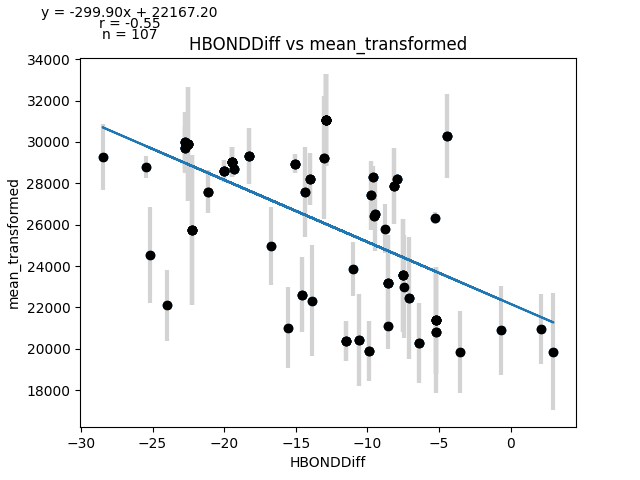 y = -299.90x + 22167.20
r = -0.55
n = 107
HBONDDiff vs mean_transformed
mean_transformed
34000
32000
30000
28000
26000
24000
22000
20000
18000
−30
−25
−20
−15
−10
−5
0
HBONDDiff